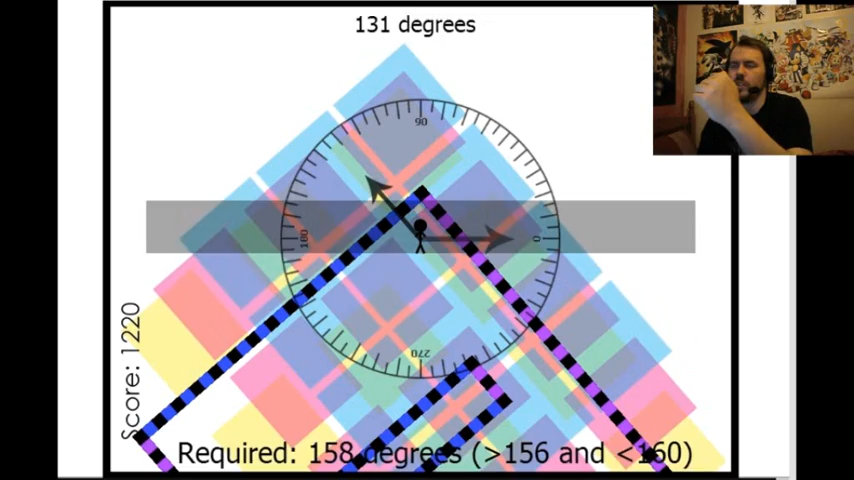 131 degrees
90
180
0
270
Score: 1220
Required: 158 degrees (>156 and <160)